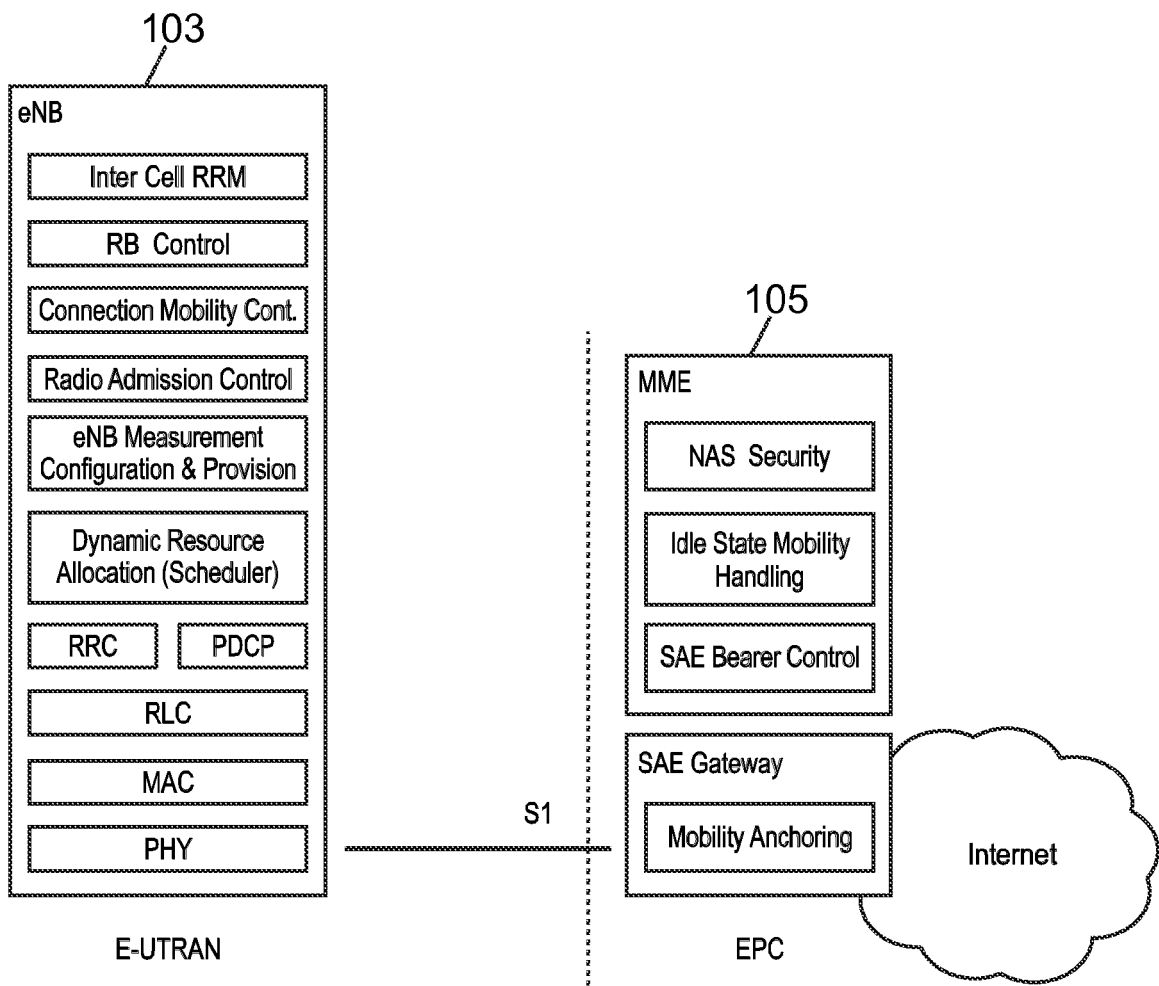 103
eNB
Inter Cell RRM
RB Control
Connection Mobility Cont.
Radio Admission Control
eNB Measurement
Configuration & Provision
Dynamic Resource
Allocation (Scheduler)
RRC
PDCP
RLC
MAC
PHY
E-UTRAN
S1
105
MME
NAS Security
Idle State Mobility
Handling
SAE Bearer Control
SAE Gateway
Mobility Anchoring
EPC
Internet